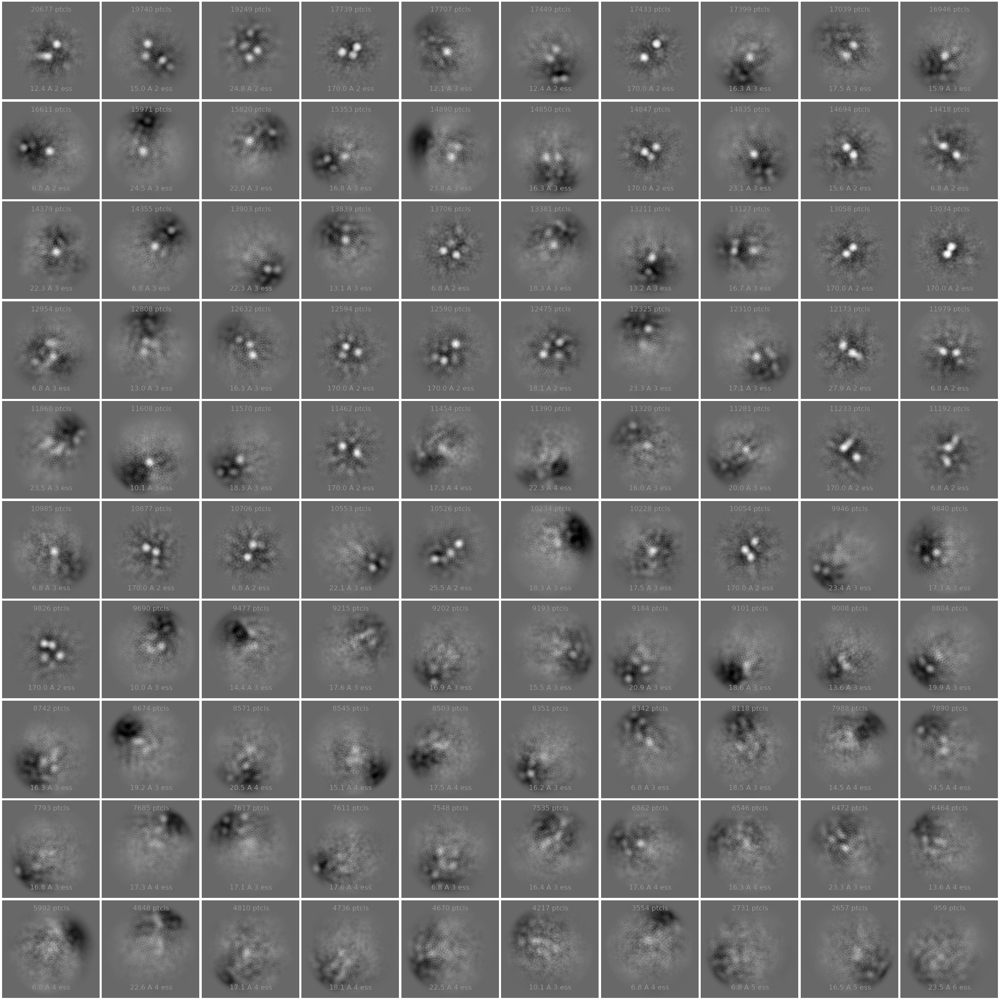 20677 ptcls 19740 ptcls 19249 ptcls 17739 ptcls 17707 ptcls 17449 ptcls 17433 ptcls 17399 ptcls 17039 ptcls 16946 ptcls
12.4 A 2 ess 15.0 A 2 ess 24.8 A 2 ess 170.0 A 2 ess 12.1 A 3 ess 12.4 A 2 ess 170.0 A 2 ess 16.3 A 3 ess 17.5 A 3 ess 15.9 A 3 ess
16611 ptcls 15971 ptcls 15820 ptcls 15353 ptcls 14890 ptcls 14850 ptcls 14847 ptcls 14835 ptcls 14694 ptcls 14418 ptcls
6.8 A 2 ess 24.5 A 3 ess 22.0 A 3 ess 16.8 A 3 ess 23.8 A 3 ess 16.3 A 3 ess 170.0 A 2 ess 23.1 A 3 ess 15.6 A 2 ess 6.8 A 2 ess
14379 ptcls 14355 ptcls 13903 ptcls 13839 ptcls 13706 ptcls 13381 ptcls 13211 ptcls 13127 ptcls 13058 ptcls 13034 ptcls
22.3 A 3 ess 6.8 A 3 ess 22.3 A 3 ess 13.1 A 3 ess 6.8 A 2 ess 18.3 A 3 ess 13.2 A 3 ess 16.7 A 3 ess 170.0 A 2 ess 170.0 A 2 ess
12954 ptcls 12808 ptcls 12632 ptcls 12594 ptcls 12590 ptcls 12475 ptcls 12325 ptcls 12310 ptcls 12173 ptcls 11979 ptcls
6.8 A 3 ess 13.0 A 3 ess 16.3 A 3 ess 170.0 A 2 ess 170.0 A 2 ess 18.1 A 2 ess 23.3 A 3 ess 17.1 A 3 ess 27.9 A 2 ess 6.8 A 2 ess
11860 ptcls 11608 ptcls 11570 ptcls 11462 ptcls 11454 ptcls 11390 ptcls 11320 ptcls 11281 ptcls 11233 ptcls 11192 ptcls
23.5 A 3 ess 10.1 A 3 ess 18.3 A 3 ess 170.0 A 2 ess 17.3 A 4 ess 22.3 A 4 ess 16.0 A 3 ess 20.0 A 3 ess 170.0 A 2 ess 6.8 A 2 ess
10985 ptcls 10877 ptcls 10706 ptcls 10553 ptcls 10526 ptcls 10234 ptcls 10228 ptcls 10054 ptcls 9946 ptcls 9840 ptcls
6.8 A 3 ess 170.0 A 2 ess 6.8 A 2 ess 22.1 A 3 ess 25.5 A 2 ess 18.3 A 3 ess 17.5 A 3 ess 170.0 A 2 ess 23.4 A 3 ess 17.3 A 3 ess
9826 ptcls 9690 ptcls 9477 ptcls 9215 ptcls 9202 ptcls 9193 ptcls 9184 ptcls 9101 ptcls 9008 ptcls 8804 ptcls
170.0 A 2 ess 10.0 A 3 ess 14.4 A 3 ess 17.6 A 3 ess 16.9 A 3 ess 15.5 A 3 ess 20.9 A 3 ess 18.6 A 3 ess 13.6 A 3 ess 19.9 A 3 ess
8742 ptcls 8674 ptcls 8571 ptcls 8545 ptcls 8503 ptcls 8351 ptcls 8342 ptcls 8118 ptcls 7988 ptcls 7890 ptcls
16.3 A 3 ess 19.2 A 3 ess 20.5 A 4 ess 15.1 A 4 ess 17.5 A 4 ess 16.2 A 3 ess 6.8 A 3 ess 18.5 A 3 ess 14.5 A 4 ess 24.5 A 4 ess
7793 ptcls 7685 ptcls 7617 ptcls 7611 ptcls 7548 ptcls 7535 ptcls 6862 ptcls 6546 ptcls 6472 ptcls 6464 ptcls
16.8 A 3 ess 17.3 A 4 ess 17.1 A 3 ess 17.6 A 4 ess 6.8 A 3 ess 16.4 A 3 ess 17.6 A 4 ess 16.3 A 4 ess 23.3 A 3 ess 13.6 A 4 ess
5992 ptcls 4848 ptcls 4810 ptcls 4736 ptcls 4670 ptcls 4217 ptcls 3554 ptcls 2731 ptcls 2657 ptcls 959 ptcls
6.8 A 4 ess 22.6 A 4 ess 17.1 A 4 ess 18.1 A 4 ess 22.5 A 4 ess 10.1 A 3 ess 6.8 A 4 ess 6.8 A 5 ess 16.5 A 5 ess 23.5 A 6 ess